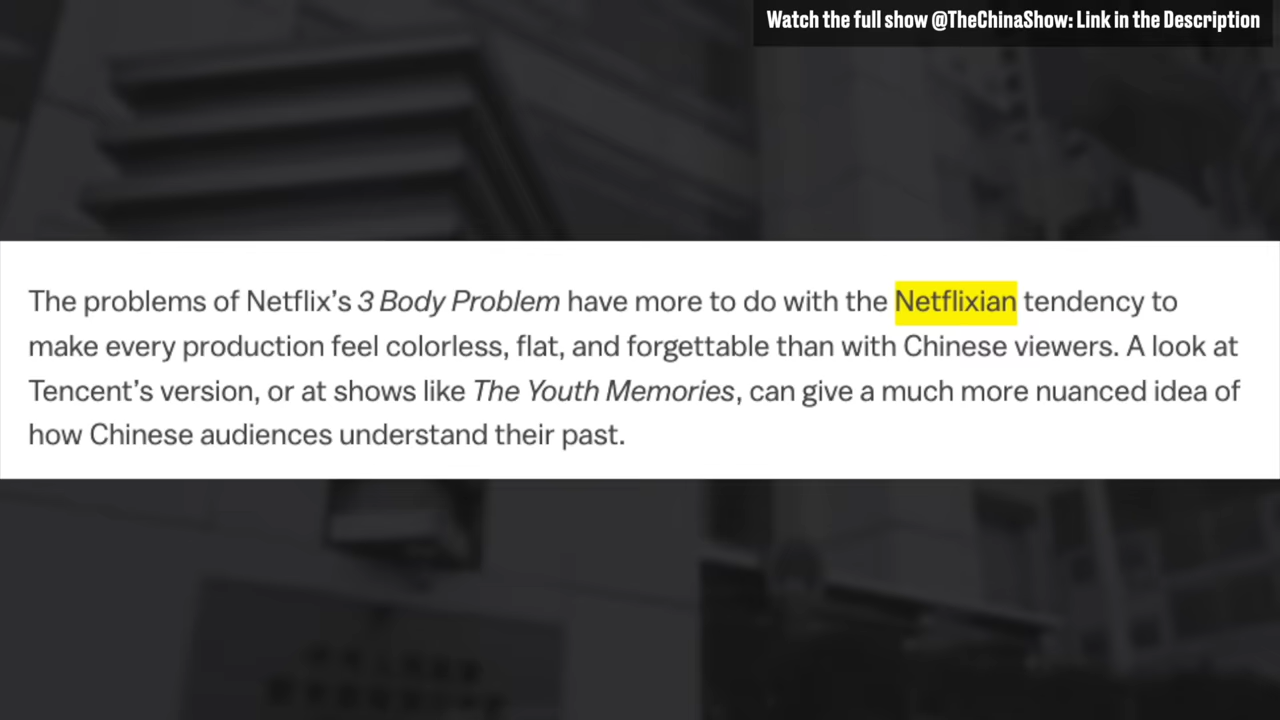 Watch the full show @TheChinaShow: Link in the Description
The problems of Netflix’s 3 Body Problem have more to do with the Netflixian tendency to
make every production feel colorless, flat, and forgettable than with Chinese viewers. A look at
Tencent’s version, or at shows like The Youth Memories, can give a much more nuanced idea of
how Chinese audiences understand their past.